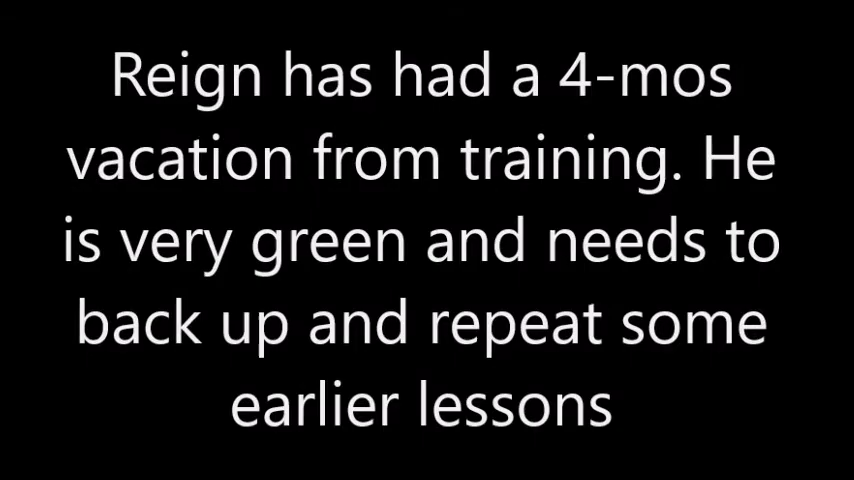 Reign has had a 4-mos
vacation from training. He
is very green and needs to
back up and repeat some
earlier lessons